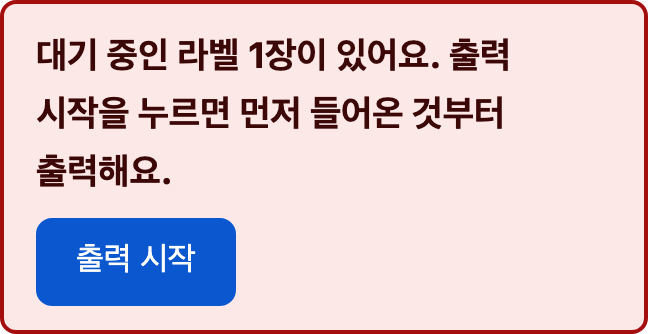 대기 중인 라벨 1장이 있어요. 출력
시작을 누르면 먼저 들어온 것부터
출력해요.
출력 시작